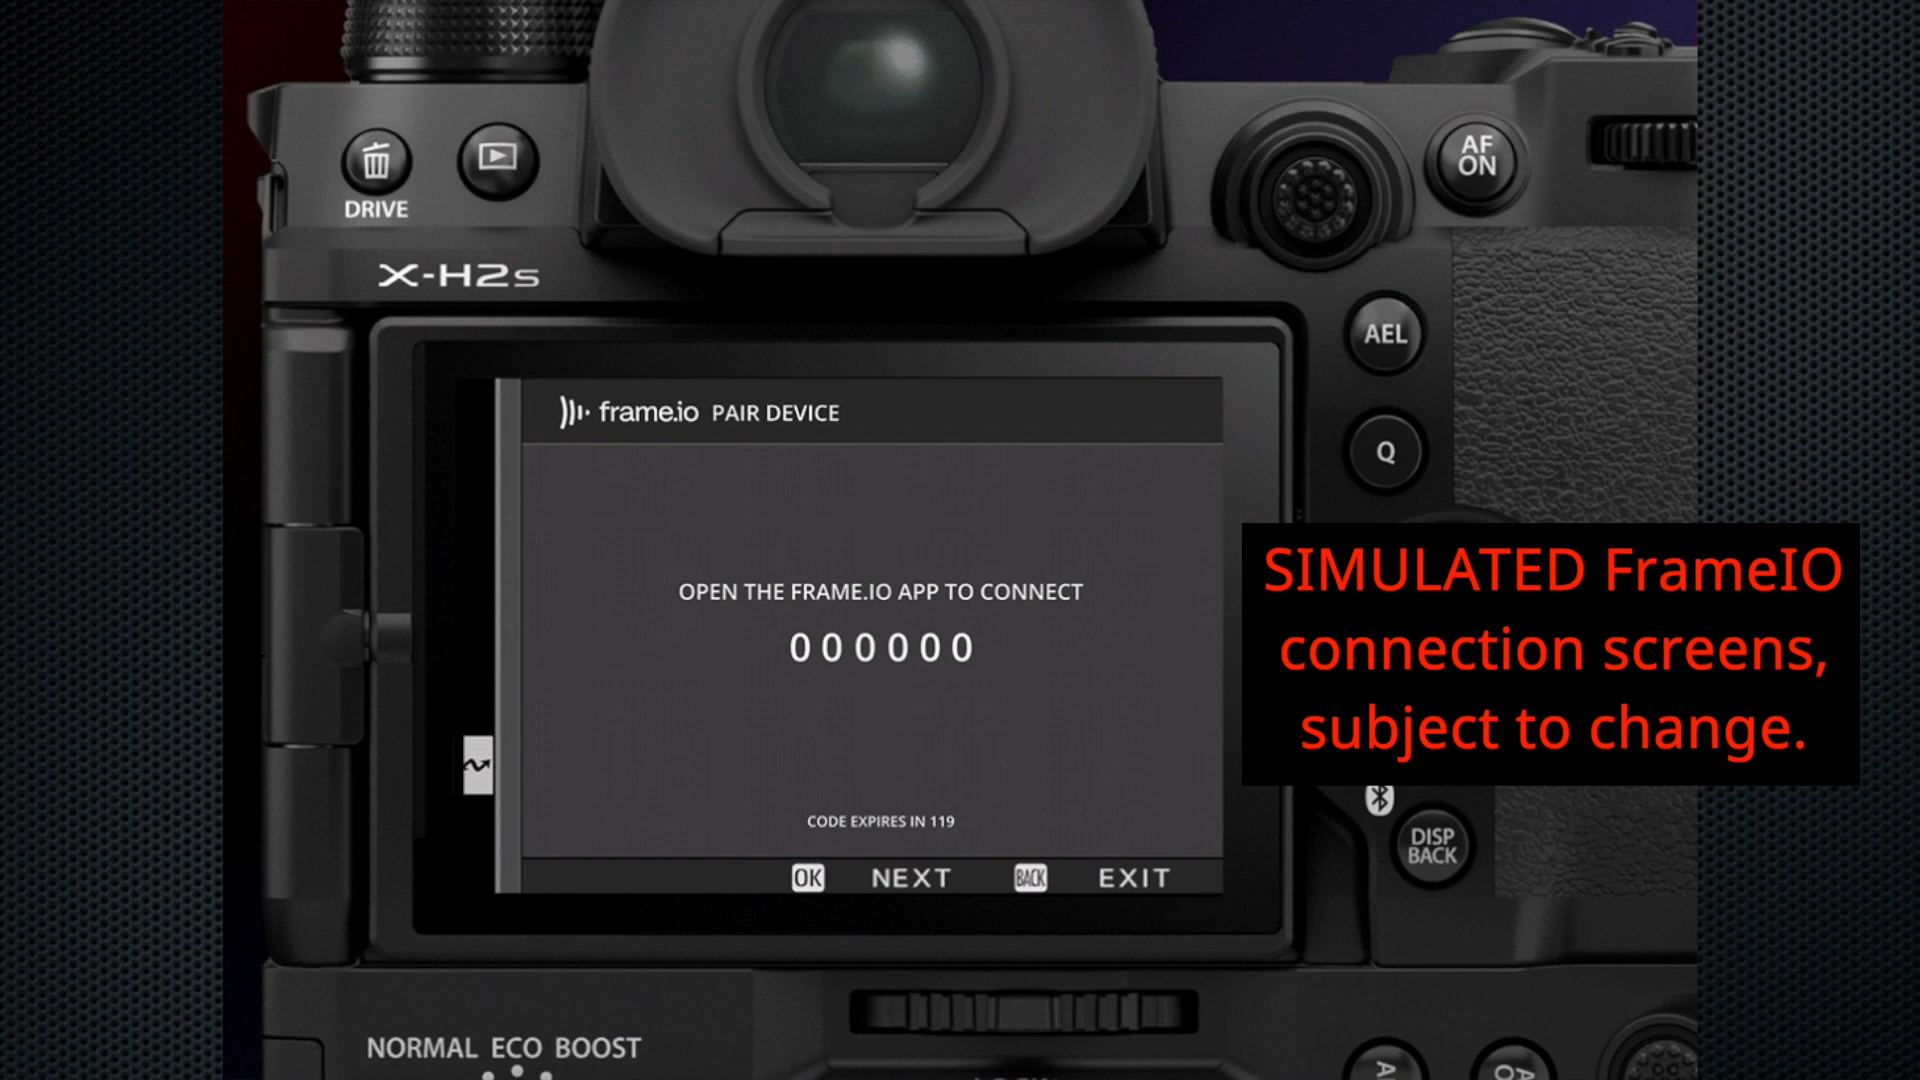 DRIVE
AF
ON
X-H2S
AEL
Q
frame.io PAIR DEVICE
OPEN THE FRAME.IO APP TO CONNECT
000000
CODE EXPIRES IN 119
OK NEXT BACK EXIT
SIMULATED FrameIO
connection screens,
subject to change.
DISP
BACK
NORMAL ECO BOOST